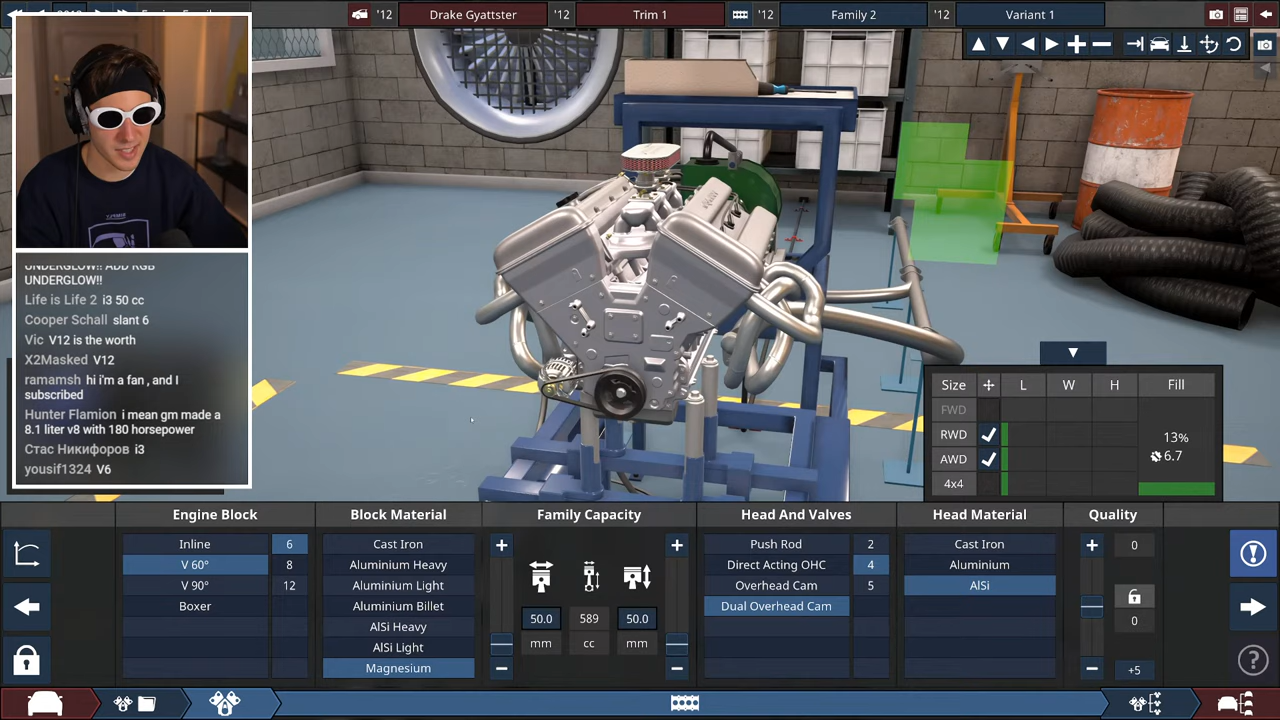 '12 Drake Gyattster '12 Trim 1 '12 Family 2 '12 Variant 1
UNDERGLOW!! ADD RGB
UNDERGLOW!!
Life is Life 2 i3 50 cc
Cooper Schall slant 6
Vic V12 is the worth
X2Masked V12
ramamsh hi i'm a fan , and I
subscribed
Hunter Flamion i mean gm made a
8.1 liter v8 with 180 horsepower
Стас Никифоров i3
yousif1324 V6
Size L W H Fill
FWD
RWD
AWD
4x4
13%
6.7
Engine Block
Inline 6
V 60° 8
V 90° 12
Boxer
Block Material
Cast Iron
Aluminium Heavy
Aluminium Light
Aluminium Billet
AlSi Heavy
AlSi Light
Magnesium
Family Capacity
+ +
50.0 589 50.0
mm cc mm
Head And Valves
Push Rod 2
Direct Acting OHC 4
Overhead Cam 5
Dual Overhead Cam
Head Material
Cast Iron
Aluminium
AlSi
Quality
+ 0
0
+5